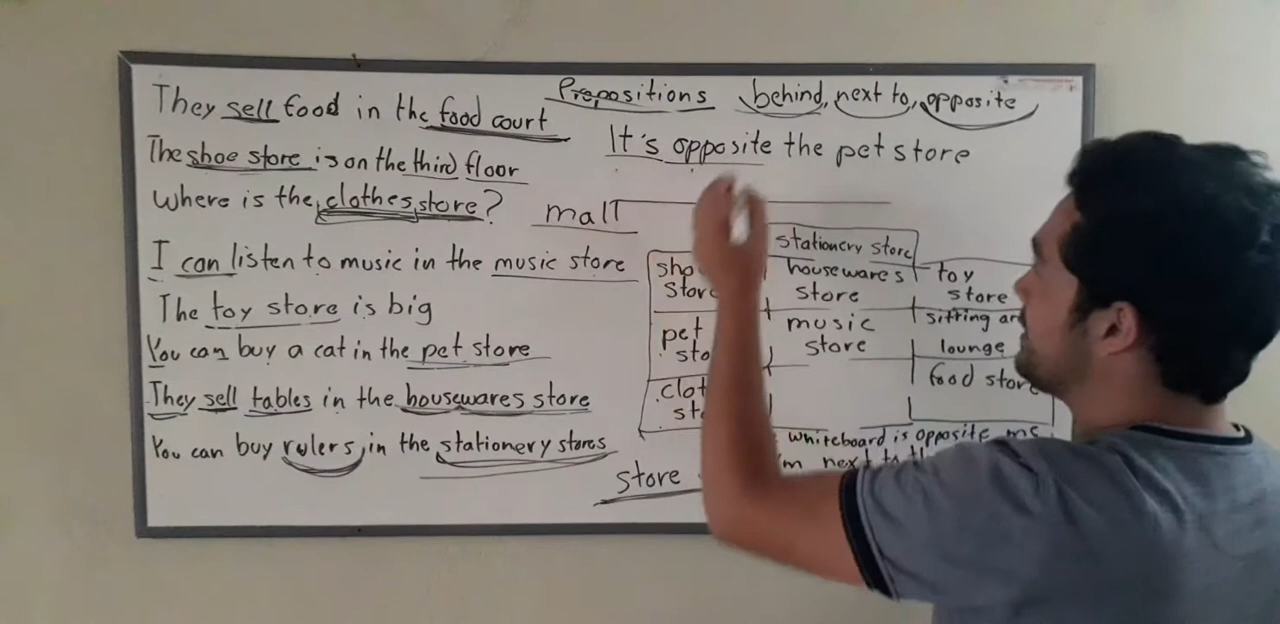 They sell food in the food court
The shoe store is on the third floor
Where is the clothes store?
I can listen to music in the music store
The toy store is big
You can buy a cat in the pet store
They sell tables in the housewares store
You can buy rulers in the stationery stores
Prepositions behind, next to, opposite
It's opposite the pet store
mall
stationery store
housewares
store
toy
store
pet
music
store
sitting
lounge
food store
whiteboard is opposite me
next to
store